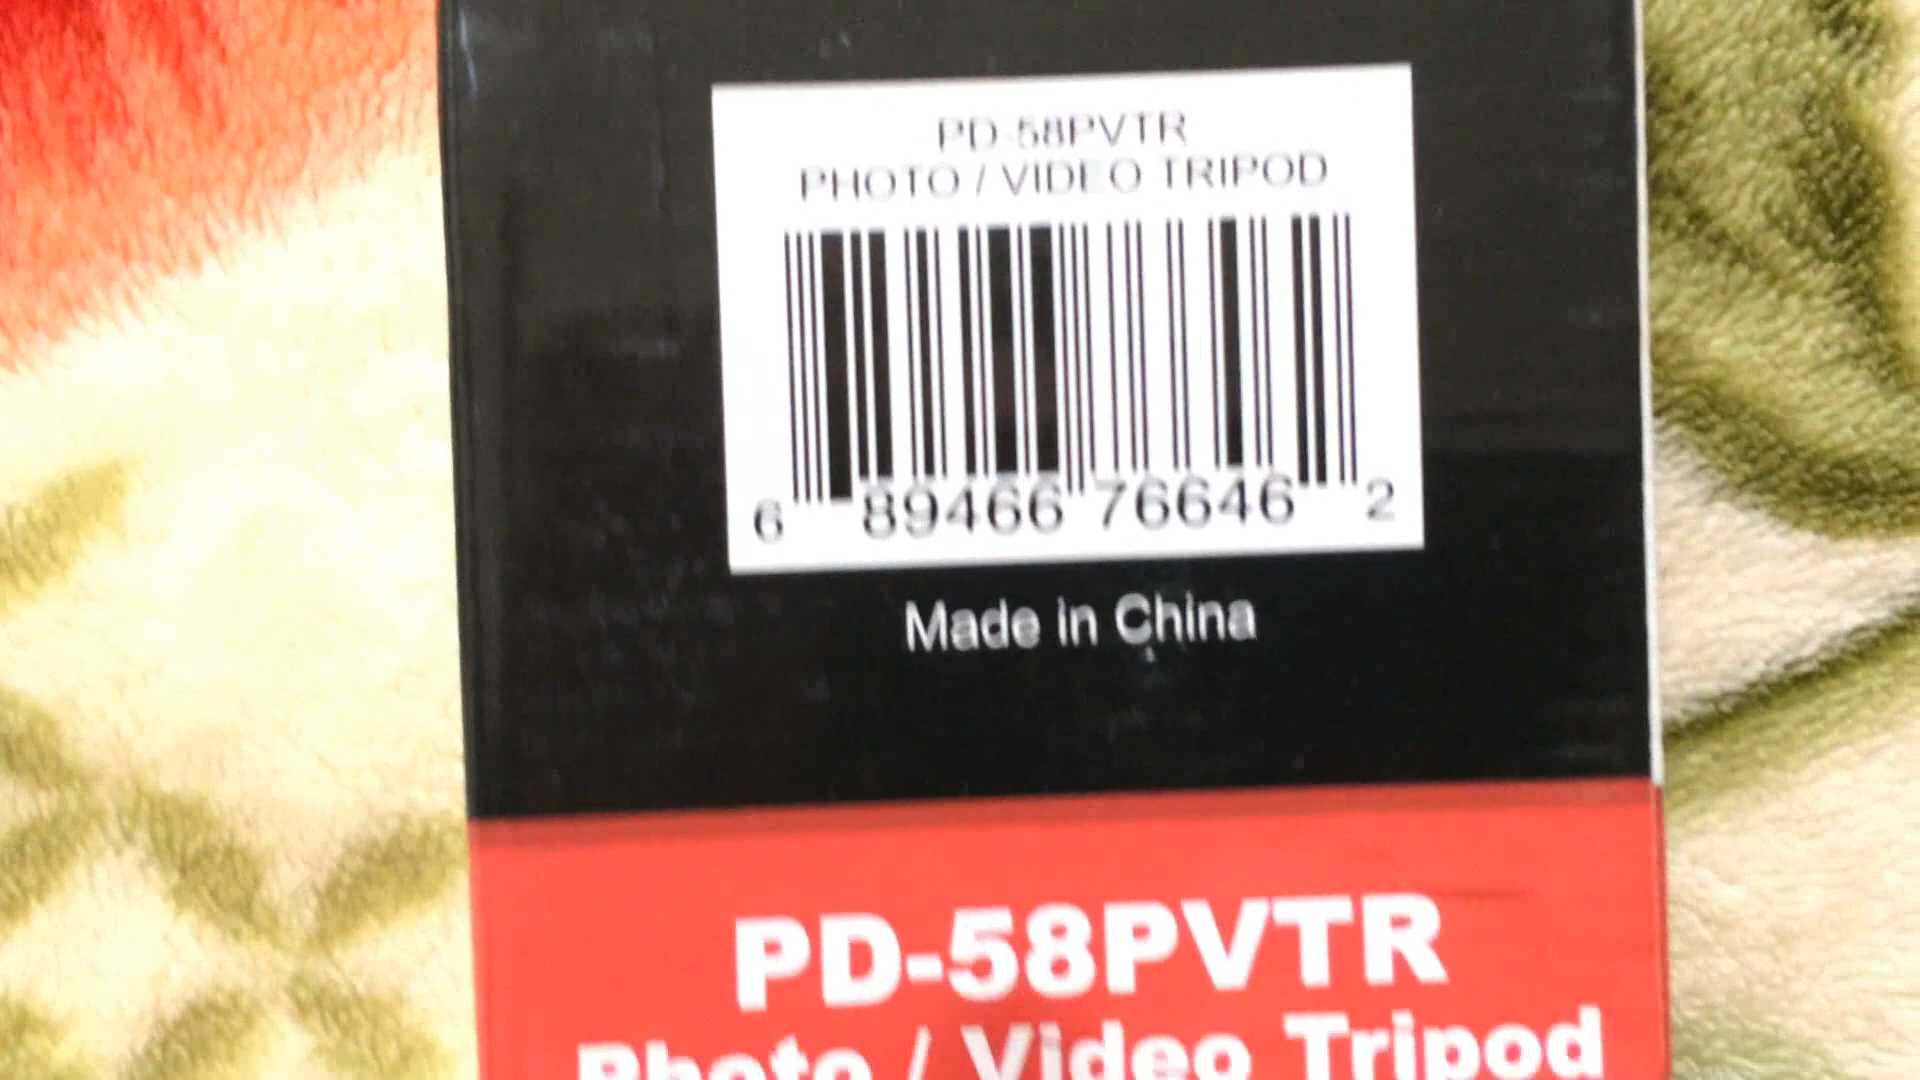 PD-58PVTR
PHOTO / VIDEO TRIPOD
6 89466 76646 2
Made in China
PD-58PVTR
Photo / Video Tripod